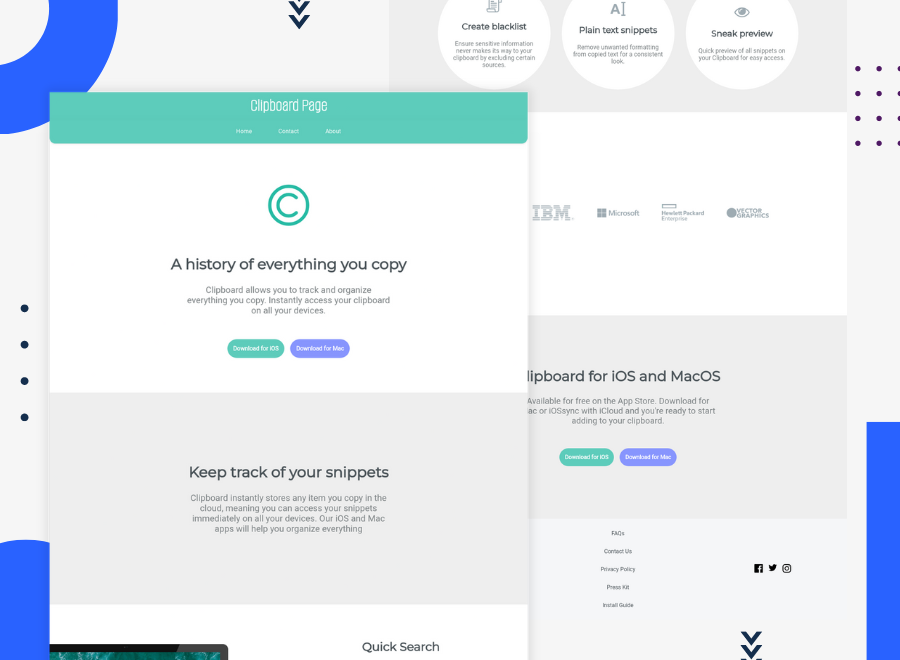 Create blacklist
Ensure sensitive information
never makes its way to your
clipboard by excluding certain
sources.
Plain text snippets
Remove unwanted formatting
from copied text for a consistent
look.
Sneak preview
Quick preview of all snippets on
your Clipboard for easy access.
Clipboard Page
Home Contact About
A history of everything you copy
Clipboard allows you to track and organize
everything you copy. Instantly access your clipboard
on all your devices.
Download for iOS Download for Mac
Keep track of your snippets
Clipboard instantly stores any item you copy in the
cloud, meaning you can access your snippets
immediately on all your devices. Our iOS and Mac
apps will help you organize everything
Quick Search
IBM Microsoft Hewlett Packard
Enterprise
VECTOR
GRAPHICS
lipboard for iOS and MacOS
Available for free on the App Store. Download for
ac or iOSsync with iCloud and you're ready to start
adding to your clipboard.
Download for iOS Download for Mac
FAQs
Contact Us
Privacy Policy
Press Kit
Install Guide